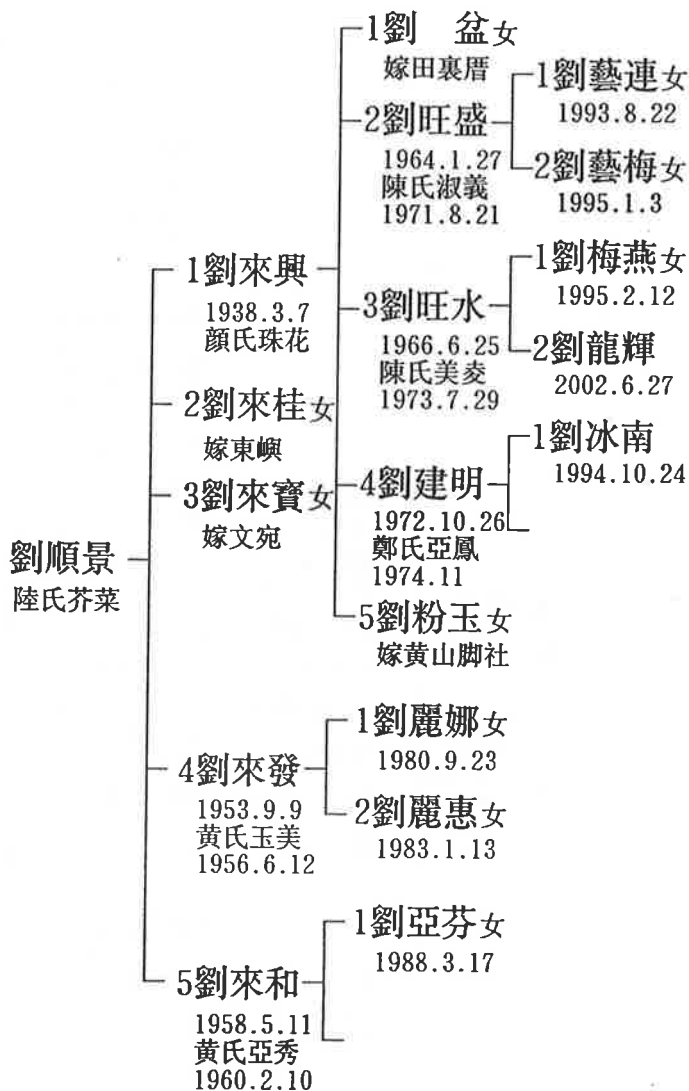 劉順景
陸氏芥菜
1劉來興
1938.3.7
顔氏珠花
2劉來桂女
嫁東嶼
3劉來寶女
嫁文宛
4劉來發
1953.9.9
黄氏玉美
1956.6.12
5劉來和
1958.5.11
黄氏亞秀
1960.2.10
1劉　盆女
嫁田裏厝
2劉旺盛
1964.1.27
陳氏淑義
1971.8.21
3劉旺水
1966.6.25
陳氏美夌
1973.7.29
4劉建明
1972.10.26
鄭氏亞鳳
1974.11
5劉粉玉女
嫁黄山脚社
1劉麗娜女
1980.9.23
2劉麗惠女
1983.1.13
1劉亞芬女
1988.3.17
1劉藝連女
1993.8.22
2劉藝梅女
1995.1.3
1劉梅燕女
1995.2.12
2劉龍輝
2002.6.27
1劉冰南
1994.10.24